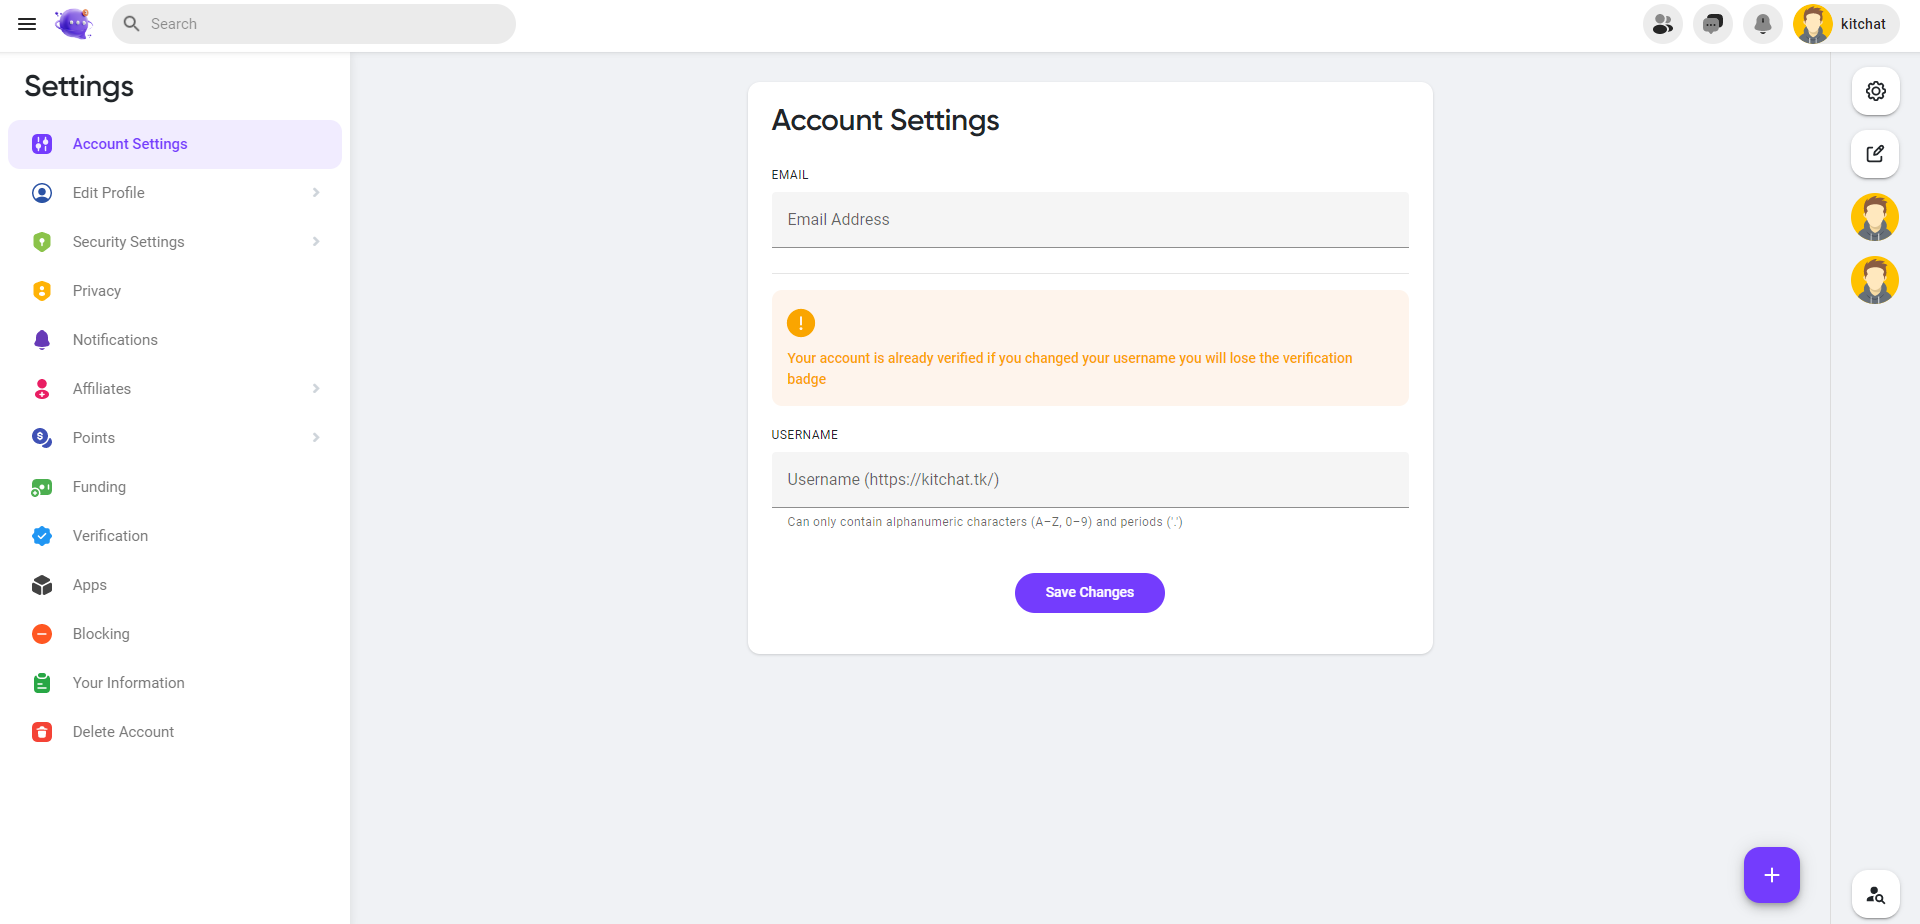 Search
kitchat
Settings
Account Settings
Edit Profile
Security Settings
Privacy
Notifications
Affiliates
Points
Funding
Verification
Apps
Blocking
Your Information
Delete Account
Account Settings
EMAIL
Email Address
Your account is already verified if you changed your username you will lose the verification
badge
USERNAME
Username (https://kitchat.tk/)
Can only contain alphanumeric characters (A–Z, 0–9) and periods ('.')
Save Changes